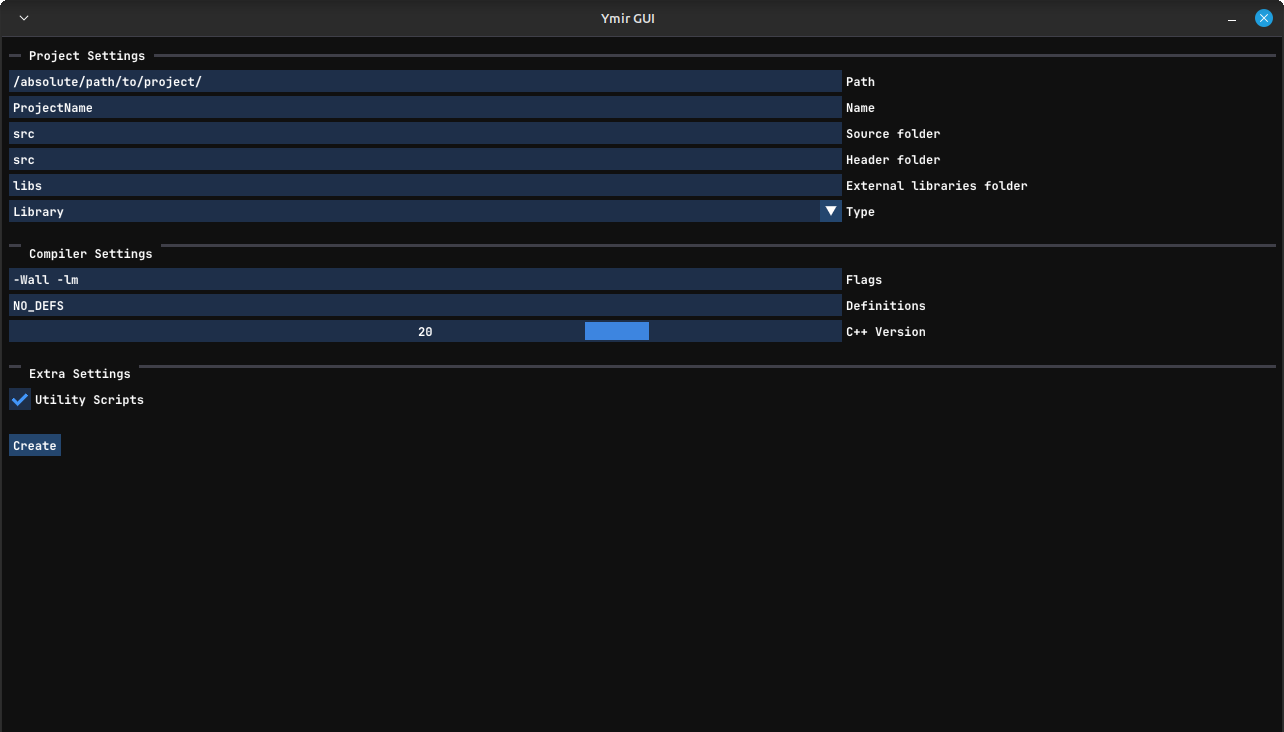 Ymir GUI
Project Settings
/absolute/path/to/project/ Path
ProjectName Name
src Source folder
src Header folder
libs External libraries folder
Library Type
Compiler Settings
-Wall -lm Flags
NO_DEFS Definitions
20 C++ Version
Extra Settings
Utility Scripts
Create